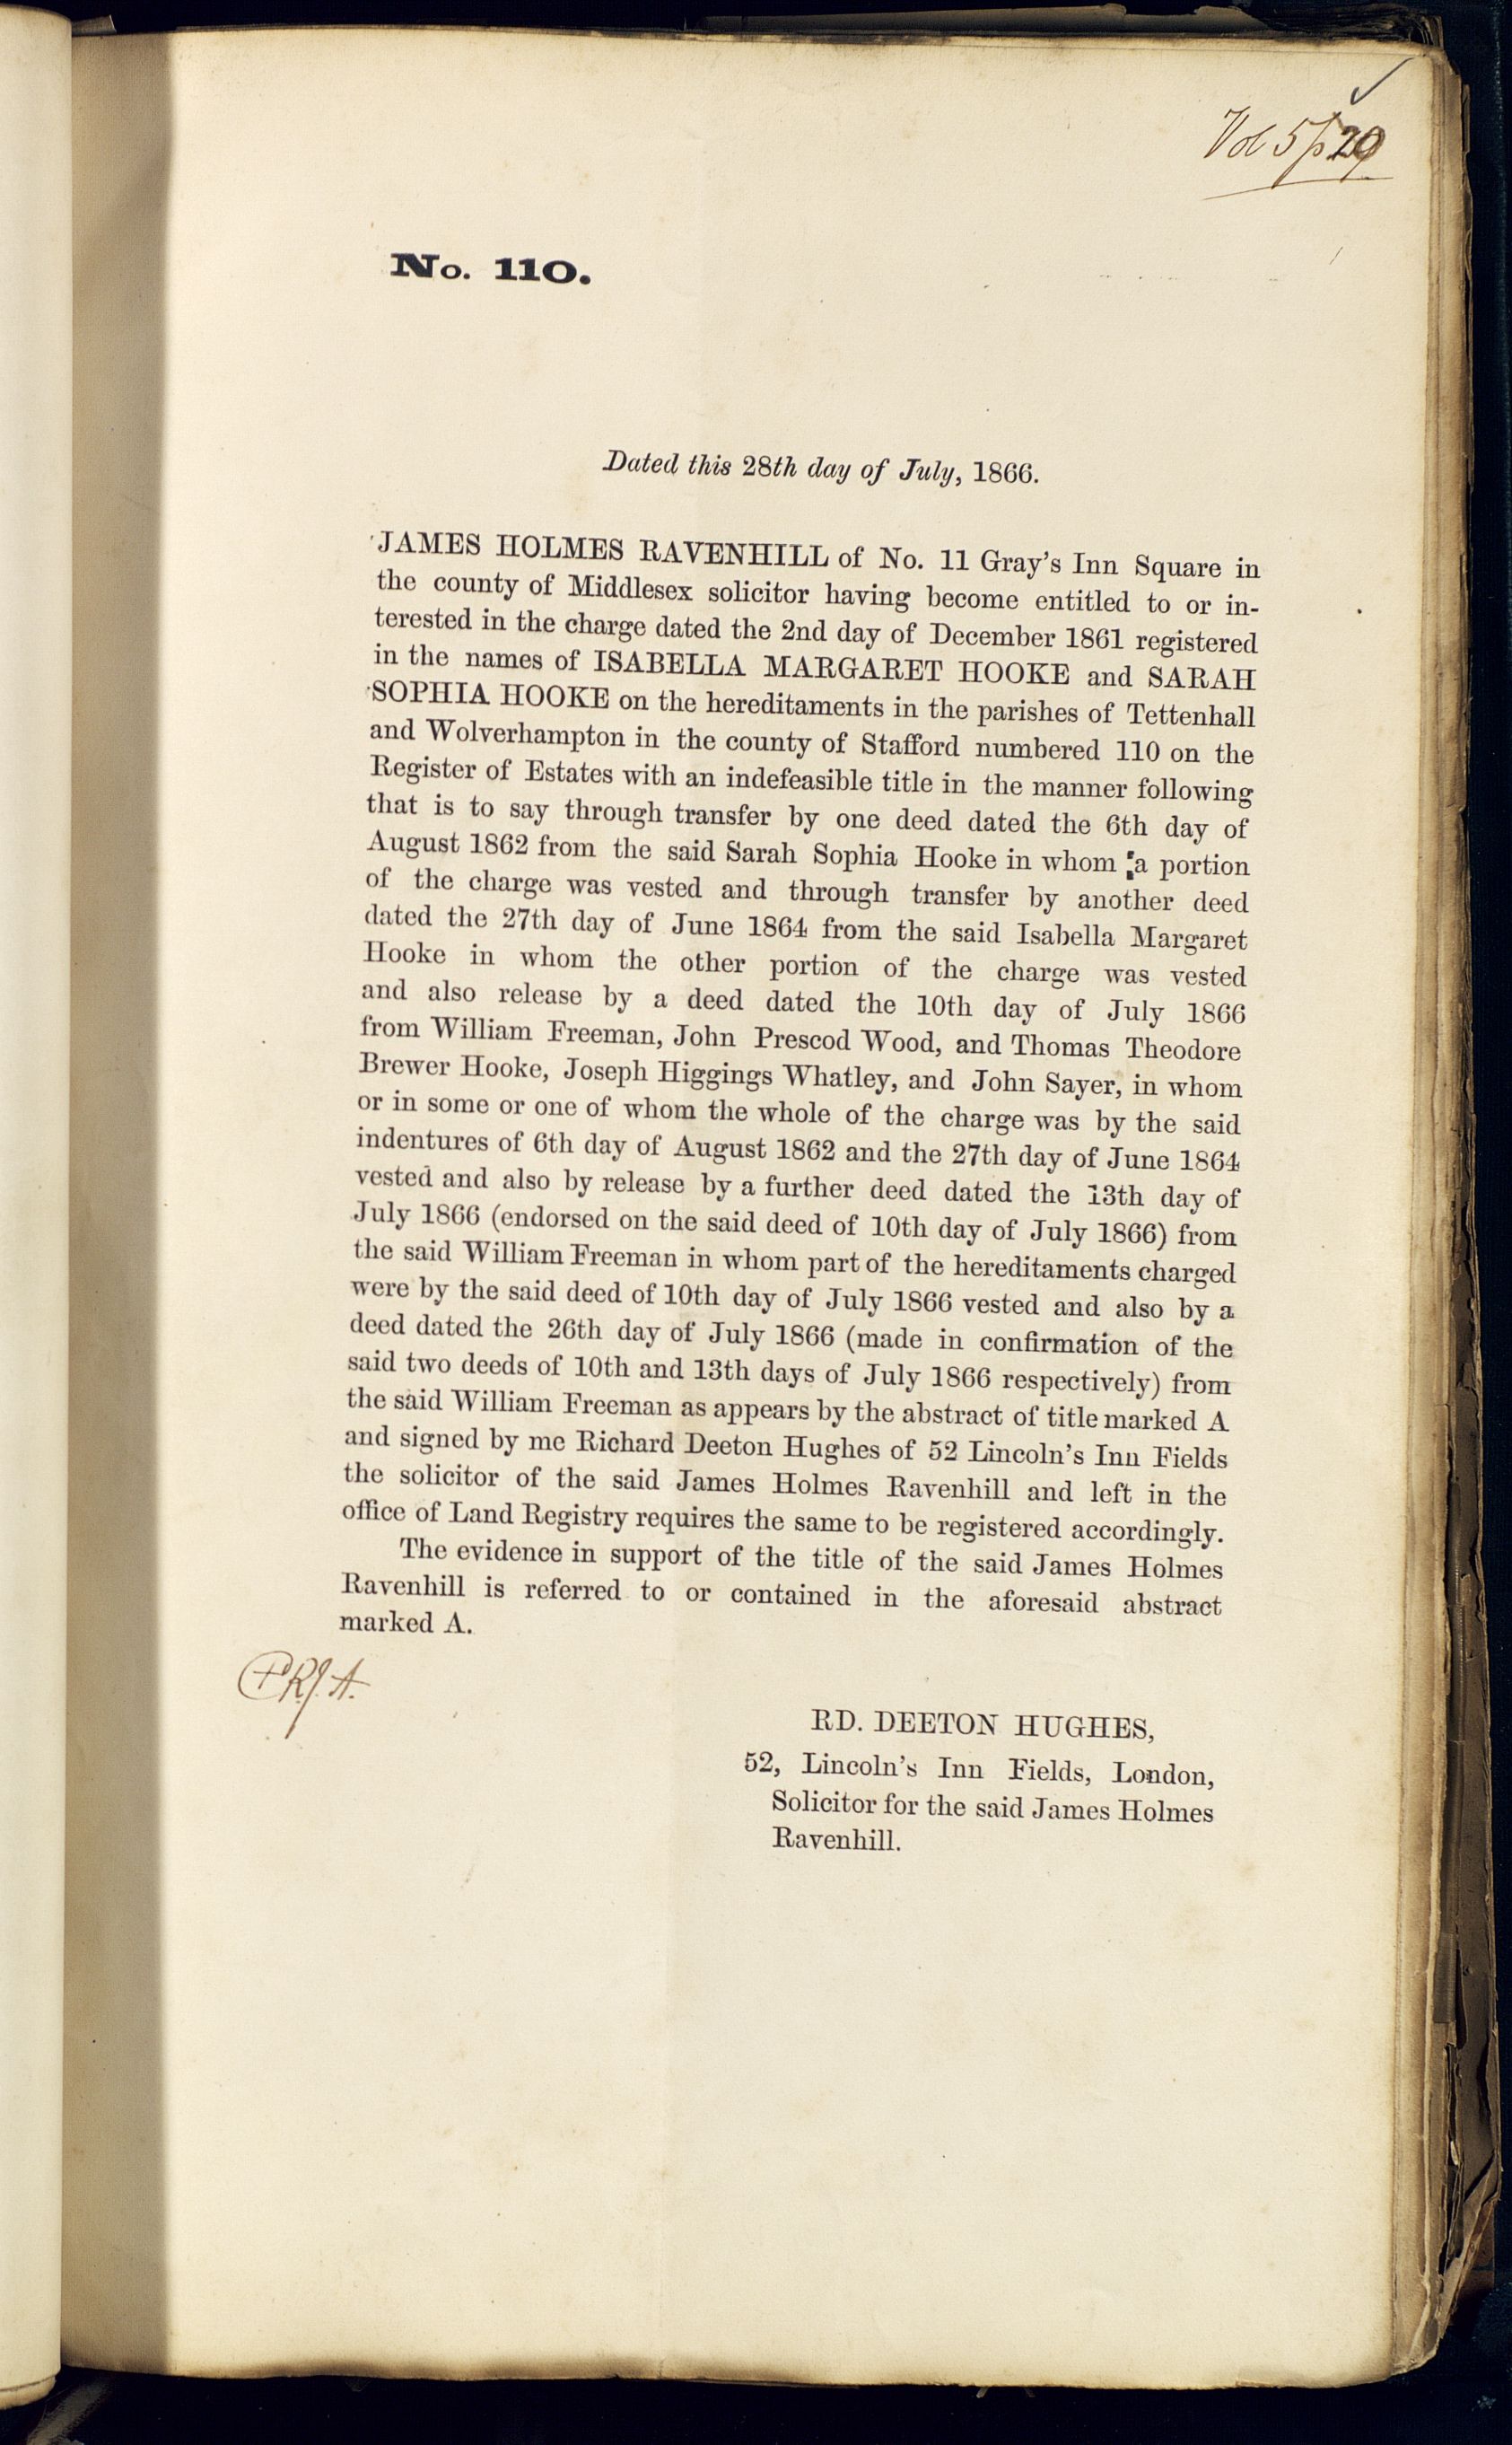 Vol 5 p 29
No. 110.
Dated this 28th day of July, 1866.
JAMES HOLMES RAVENHILL of No. 11 Gray's Inn Square in
the county of Middlesex solicitor having become entitled to or in-
terested in the charge dated the 2nd day of December 1861 registered
in the names of ISABELLA MARGARET HOOKE and SARAH
SOPHIA HOOKE on the hereditaments in the parishes of Tettenhall
and Wolverhampton in the county of Stafford numbered 110 on the
Register of Estates with an indefeasible title in the manner following
that is to say through transfer by one deed dated the 6th day of
August 1862 from the said Sarah Sophia Hooke in whom a portion
of the charge was vested and through transfer by another deed
dated the 27th day of June 1864 from the said Isabella Margaret
Hooke in whom the other portion of the charge was vested
and also release by a deed dated the 10th day of July 1866
from William Freeman, John Prescod Wood, and Thomas Theodore
Brewer Hooke, Joseph Higgings Whatley, and John Sayer, in whom
or in some or one of whom the whole of the charge was by the said
indentures of 6th day of August 1862 and the 27th day of June 1864
vested and also by release by a further deed dated the 13th day of
July 1866 (endorsed on the said deed of 10th day of July 1866) from
the said William Freeman in whom part of the hereditaments charged
were by the said deed of 10th day of July 1866 vested and also by a
deed dated the 26th day of July 1866 (made in confirmation of the
said two deeds of 10th and 13th days of July 1866 respectively) from
the said William Freeman as appears by the abstract of title marked A
and signed by me Richard Deeton Hughes of 52 Lincoln's Inn Fields
the solicitor of the said James Holmes Ravenhill and left in the
office of Land Registry requires the same to be registered accordingly.
The evidence in support of the title of the said James Holmes
Ravenhill is referred to or contained in the aforesaid abstract
marked A.
RD. DEETON HUGHES,
52, Lincoln's Inn Fields, London,
Solicitor for the said James Holmes
Ravenhill.